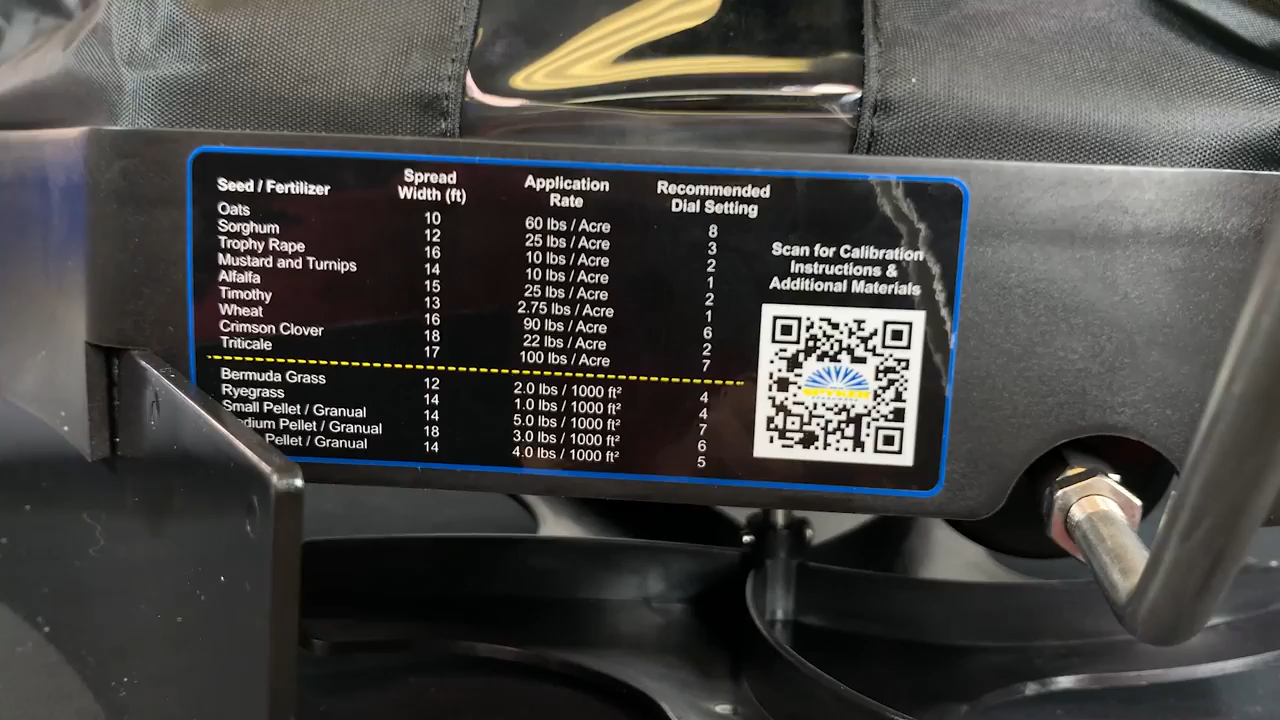 Seed / Fertilizer Spread Width (ft) Application Rate Recommended Dial Setting
Oats 10 60 lbs / Acre 8
Sorghum 12 25 lbs / Acre 3
Trophy Rape 16 10 lbs / Acre 2
Mustard and Turnips 14 10 lbs / Acre 1
Alfalfa 15 25 lbs / Acre 2
Timothy 13 2.75 lbs / Acre 1
Wheat 16 90 lbs / Acre 6
Crimson Clover 18 22 lbs / Acre 2
Triticale 17 100 lbs / Acre 7
Bermuda Grass 12 2.0 lbs / 1000 ft² 4
Ryegrass 14 1.0 lbs / 1000 ft² 4
Small Pellet / Granual 14 5.0 lbs / 1000 ft² 7
edium Pellet / Granual 18 3.0 lbs / 1000 ft² 6
Pellet / Granual 14 4.0 lbs / 1000 ft² 5
Scan for Calibration
Instructions &
Additional Materials
SPYKER